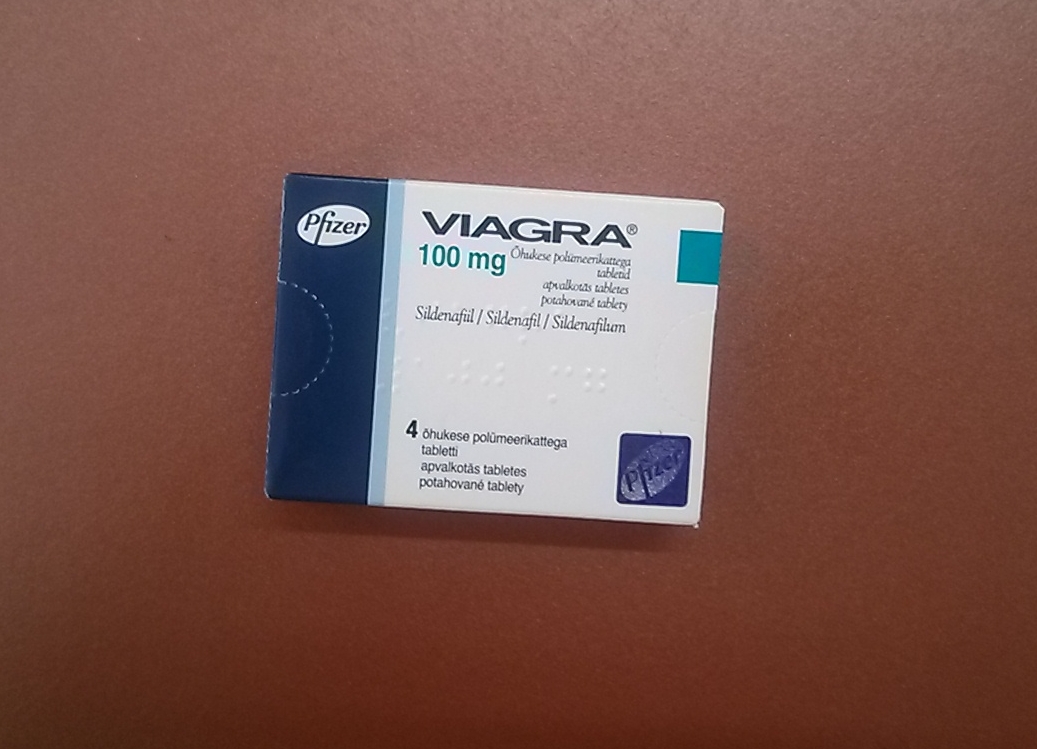 Pfizer
VIAGRA®
100 mg
Õhukese polümeerikattega
tabletid
apvalkotās tabletes
potahované tablety
Sildenafiil / Sildenafil / Sildenafilum
4 õhukese polümeerikattega
tabletti
apvalkotās tabletes
potahované tablety
Pfizer